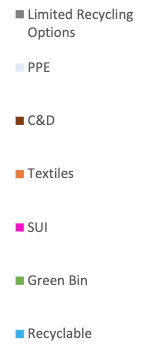 Limited Recycling
Options
PPE
C&D
Textiles
SUI
Green Bin
Recyclable